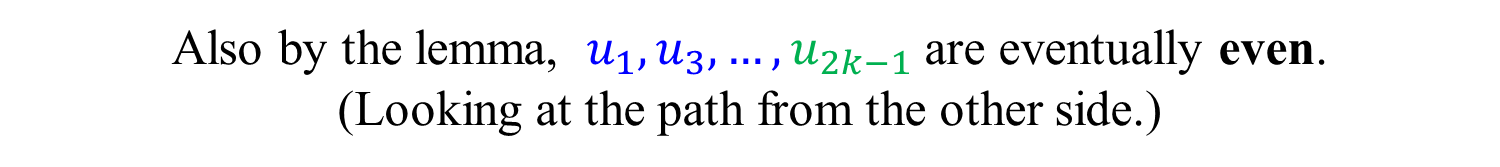 Also by the lemma, u₁, u₃, … , u₂ₖ₋₁ are eventually even.
(Looking at the path from the other side.)